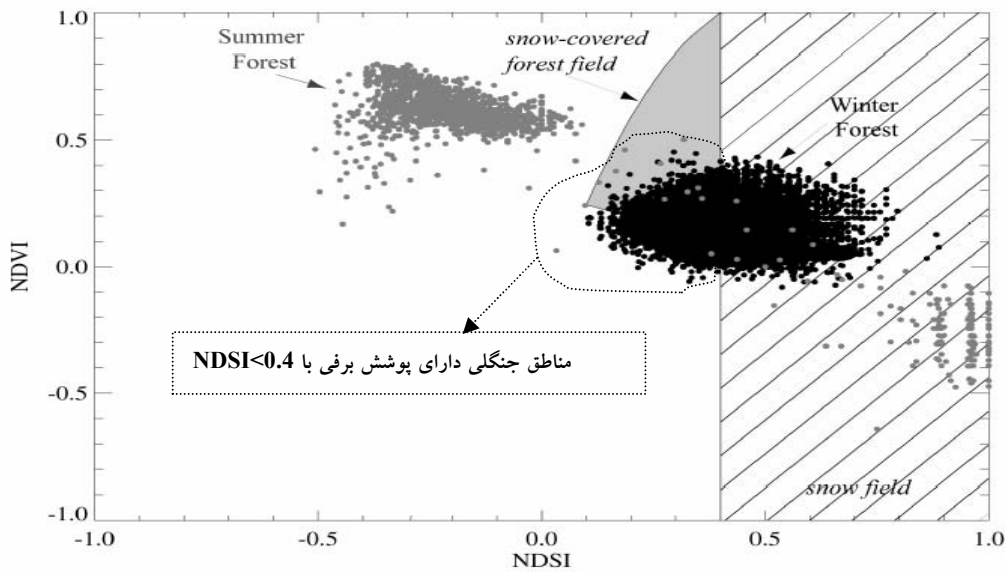 1.0
0.5
0.0
-0.5
-1.0
NDVI
Summer
Forest
snow-covered
forest field
Winter
Forest
مناطق جنگلی دارای پوشش برفی با NDSI<0.4
snow field
-1.0
-0.5
0.0
0.5
1.0
NDSI